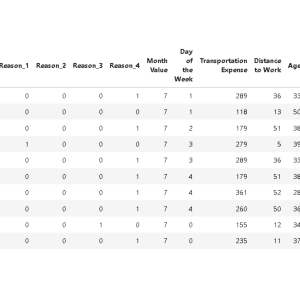 Reason_1 Reason_2 Reason_3 Reason_4 Month Value Day of the Week Transportation Expense Distance to Work Age
0 0 0 1 7 1 289 36 33
0 0 0 0 7 1 118 13 50
0 0 0 1 7 2 179 51 38
1 0 0 0 7 3 279 5 39
0 0 0 1 7 3 289 36 33
0 0 0 1 7 4 179 51 38
0 0 0 1 7 4 361 52 28
0 0 0 1 7 4 260 50 36
0 0 1 0 7 0 155 12 34
0 0 0 1 7 0 235 11 37